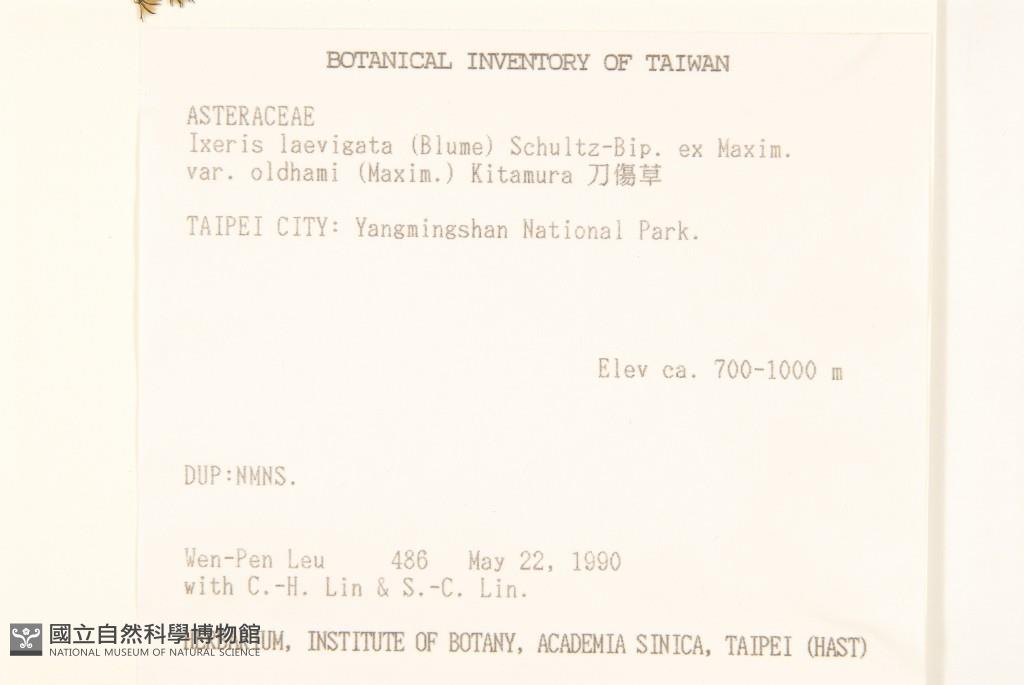 BOTANICAL INVENTORY OF TAIWAN
ASTERACEAE
Ixeris laevigata (Blume) Schultz-Bip. ex Maxim.
var. oldhami (Maxim.) Kitamura 刀傷草
TAIPEI CITY: Yangmingshan National Park.
Elev ca. 700-1000 m
DUP:NMNS.
Wen-Pen Leu 486 May 22, 1990
with C.-H. Lin & S.-C. Lin.
HERBARIUM, INSTITUTE OF BOTANY, ACADEMIA SINICA, TAIPEI (HAST)
國立自然科學博物館
NATIONAL MUSEUM OF NATURAL SCIENCE